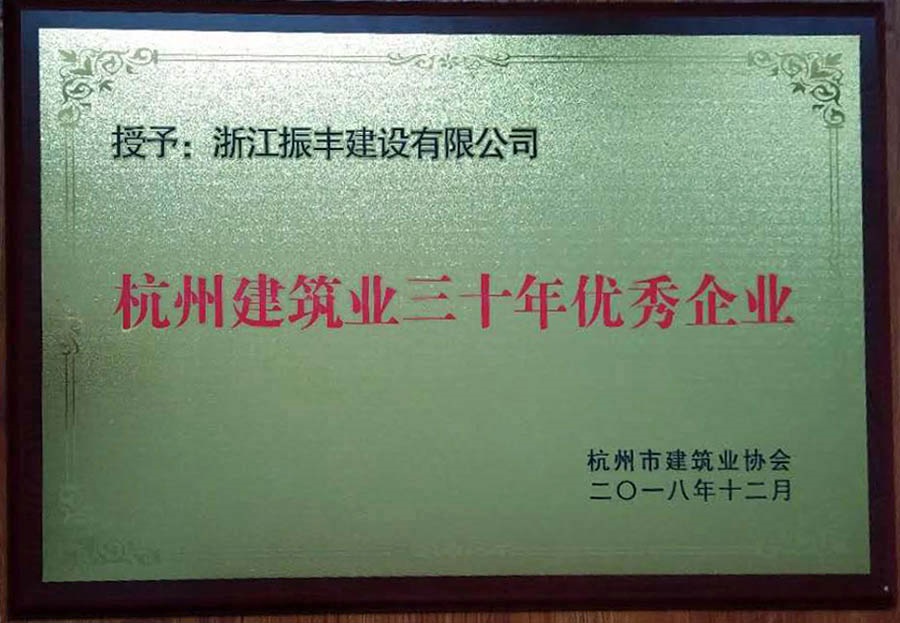 授予：浙江振丰建设有限公司
杭州建筑业三十年优秀企业
杭州市建筑业协会
二〇一八年十二月